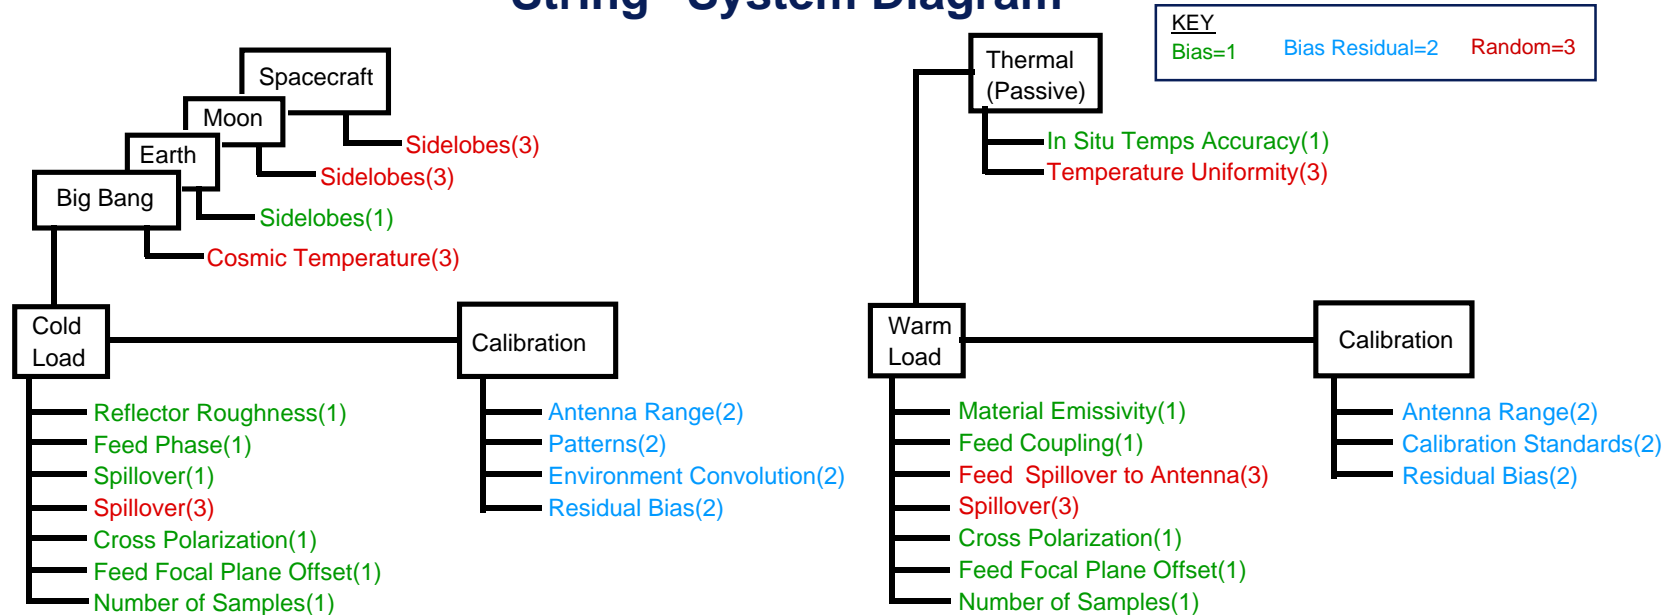 String" System Diagram
KEY
Bias=1 Bias Residual=2 Random=3
Spacecraft
Moon
Earth
Big Bang
Sidelobes(3)
Sidelobes(3)
Sidelobes(1)
Cosmic Temperature(3)
Thermal
(Passive)
In Situ Temps Accuracy(1)
Temperature Uniformity(3)
Cold
Load
Calibration
Reflector Roughness(1)
Feed Phase(1)
Spillover(1)
Spillover(3)
Cross Polarization(1)
Feed Focal Plane Offset(1)
Number of Samples(1)
Antenna Range(2)
Patterns(2)
Environment Convolution(2)
Residual Bias(2)
Warm
Load
Calibration
Material Emissivity(1)
Feed Coupling(1)
Feed Spillover to Antenna(3)
Spillover(3)
Cross Polarization(1)
Feed Focal Plane Offset(1)
Number of Samples(1)
Antenna Range(2)
Calibration Standards(2)
Residual Bias(2)